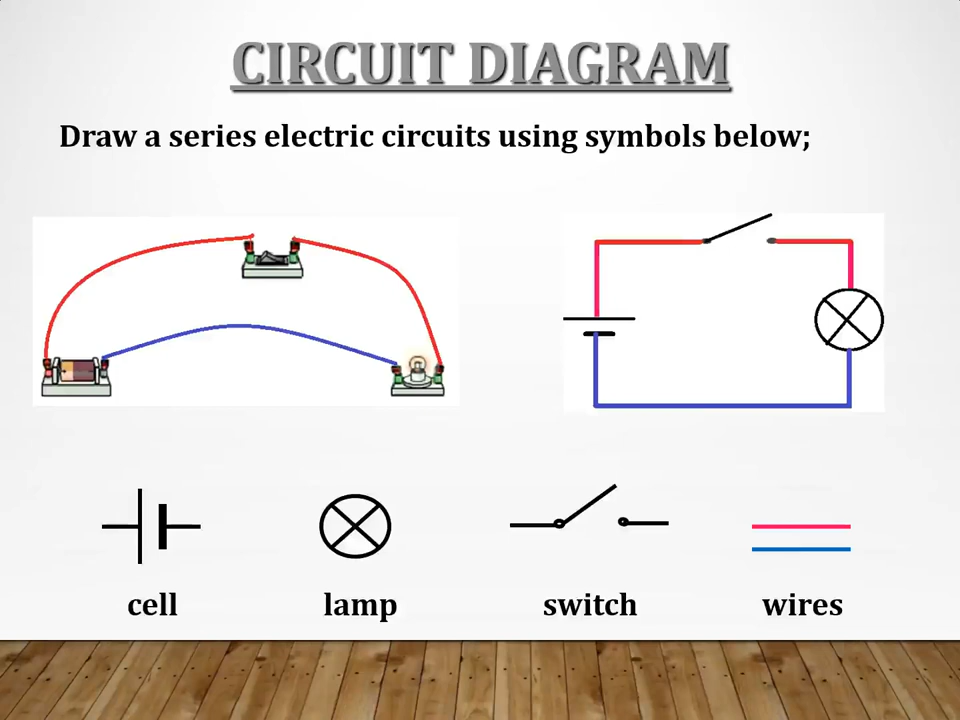 CIRCUIT DIAGRAM
Draw a series electric circuits using symbols below;
cell lamp switch wires